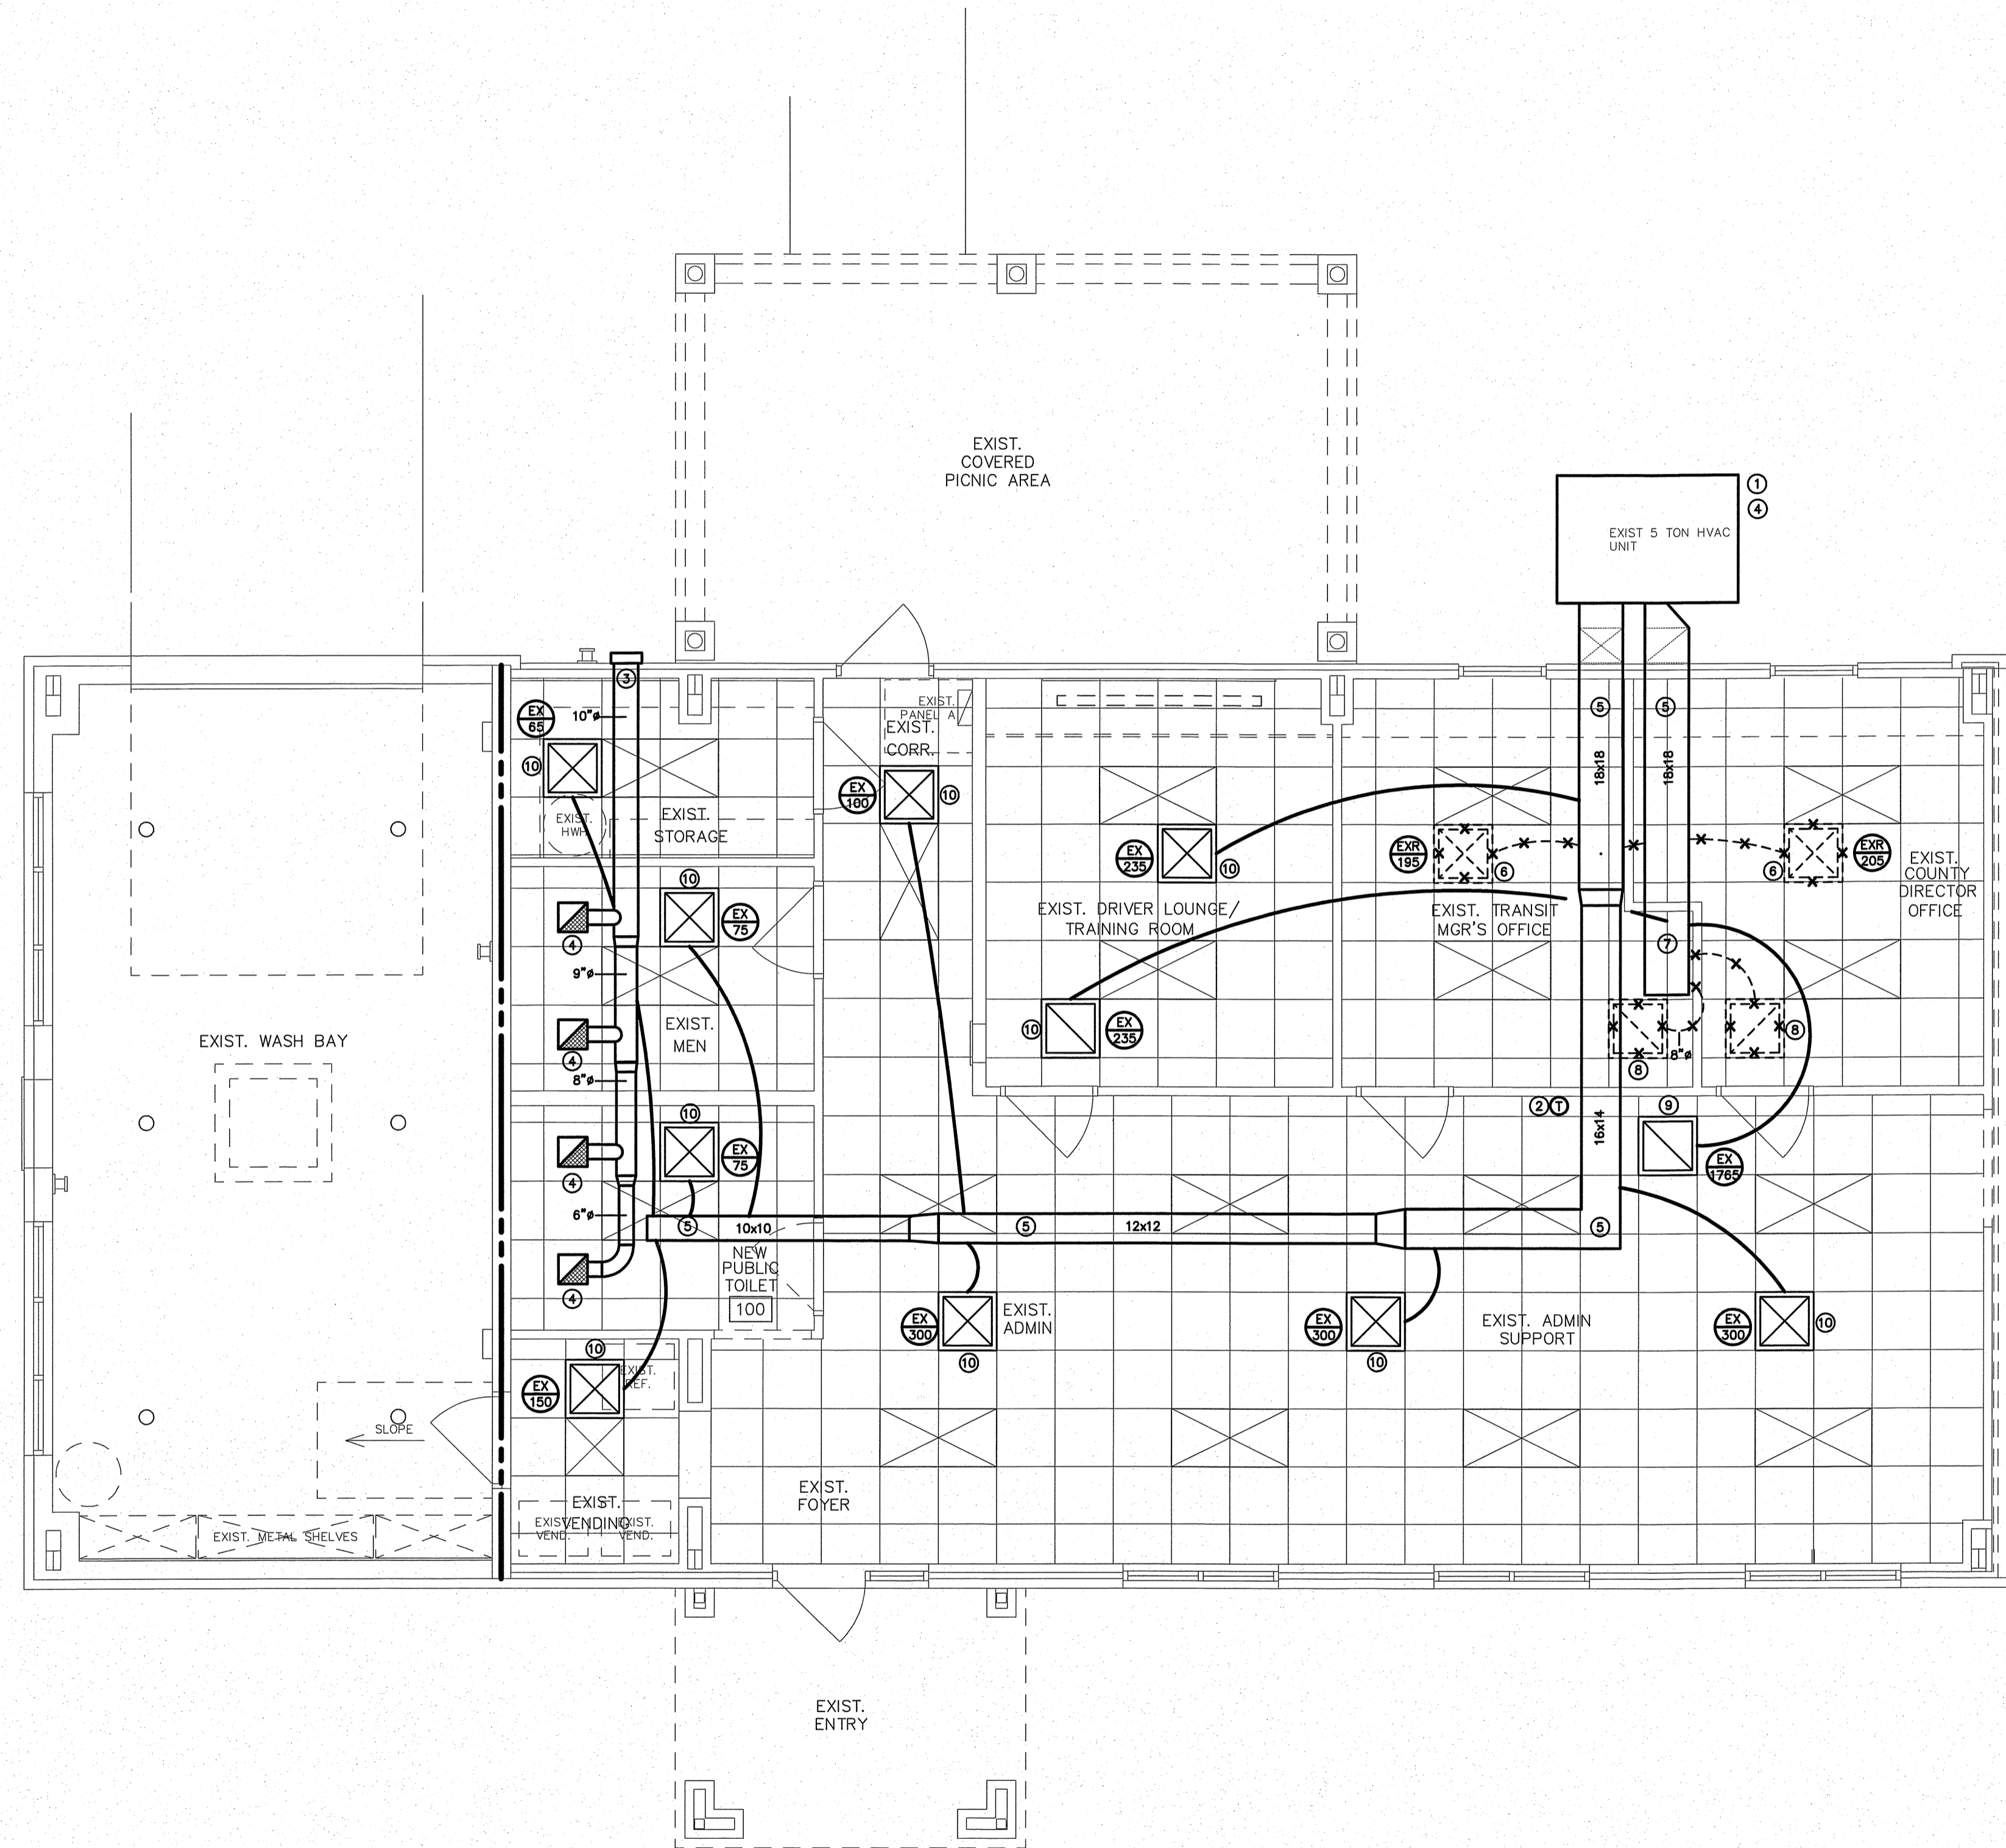 EXIST.
COVERED
PICNIC AREA
1
4
EXIST 5 TON HVAC
UNIT
3
EX
65
10"ø
10
EXIST.
HWH
EXIST.
STORAGE
EXIST.
PANEL A
EXIST.
CORR.
EX
100
10
5
5
18x18
18x18
EX
235
10
EXR
195
6
6
EXR
205
EXIST.
COUNTY
DIRECTOR
OFFICE
10
EX
75
4
EXIST. DRIVER LOUNGE/
TRAINING ROOM
EXIST. TRANSIT
MGR'S OFFICE
7
9"ø
EXIST. WASH BAY
EXIST.
MEN
4
8"ø
10
EX
235
8
8"ø
8
10
EX
75
4
2
T
16x14
9
EX
1765
6"ø
5
10x10
5
12x12
5
NEW
PUBLIC
TOILET
100
4
EX
300
EXIST.
ADMIN
10
EX
300
10
EXIST. ADMIN
SUPPORT
EX
300
10
10
EX
150
EXIST.
REF.
SLOPE
EXIST.
FOYER
EXIST.
VENDING
EXIST.
VEND.
EXIST.
VEND.
EXIST. METAL SHELVES
EXIST.
ENTRY